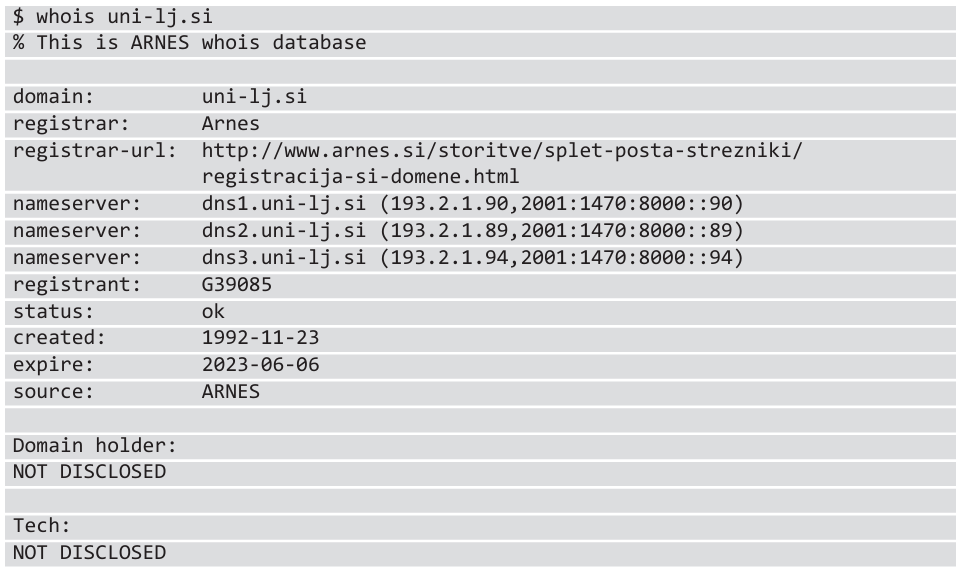 $ whois uni-lj.si
% This is ARNES whois database
domain: uni-lj.si
registrar: Arnes
registrar-url: http://www.arnes.si/storitve/splet-posta-strezniki/
registracija-si-domene.html
nameserver: dns1.uni-lj.si (193.2.1.90,2001:1470:8000::90)
nameserver: dns2.uni-lj.si (193.2.1.89,2001:1470:8000::89)
nameserver: dns3.uni-lj.si (193.2.1.94,2001:1470:8000::94)
registrant: G39085
status: ok
created: 1992-11-23
expire: 2023-06-06
source: ARNES
Domain holder:
NOT DISCLOSED
Tech:
NOT DISCLOSED